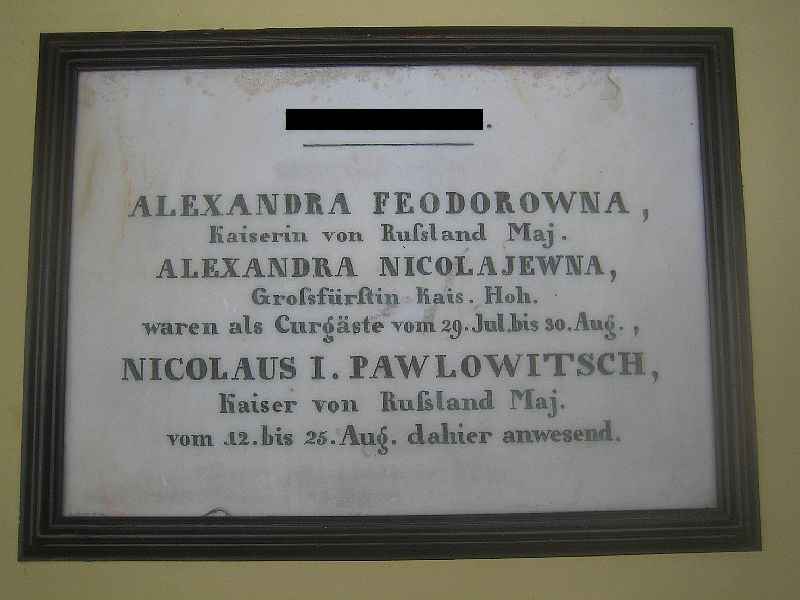 ALEXANDRA FEODOROWNA,
Kaiserin von Ruſsland Maj.
ALEXANDRA NICOLAJEWNA,
Groſsfürſtin Kais. Hoh.
waren als Curgäste vom 29. Jul. bis 30. Aug.,
NICOLAUS I. PAWLOWITSCH,
Kaiser von Ruſsland Maj.
vom 12. bis 25. Aug. dahier anwesend.